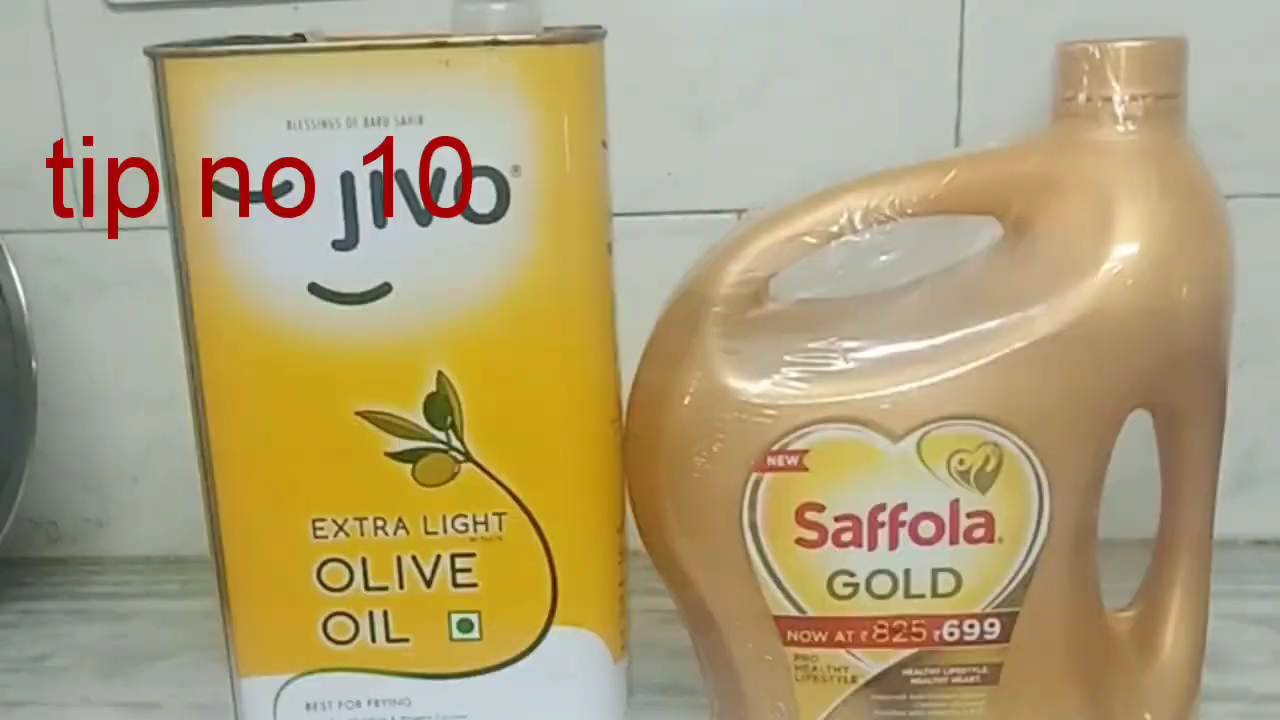 tip no 10
BLESSINGS OF BARU SAHIB
JIVO®
EXTRA LIGHT
OLIVE
OIL
BEST FOR FRYING
NEW
Saffola
GOLD
NOW AT ₹825 ₹699
PRO
HEALTHY
LIFESTYLE
HEALTHY LIFESTYLE.
HEALTHY HEART.